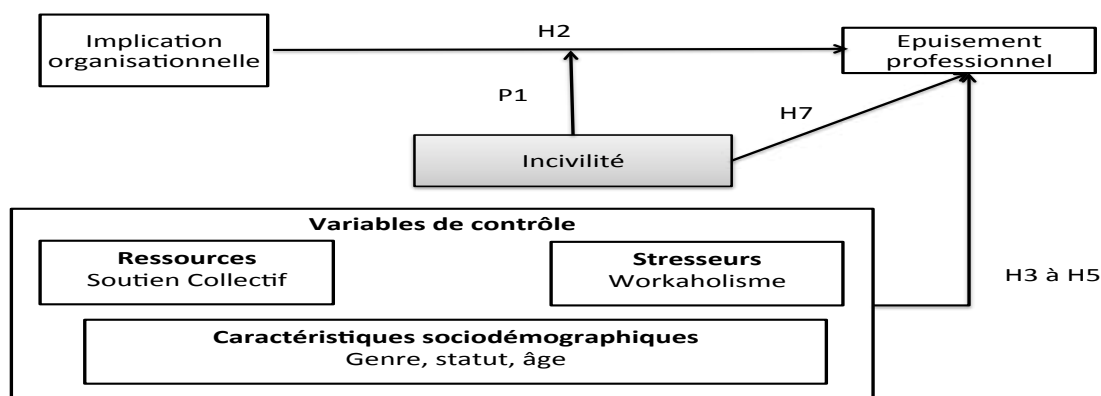 Implication
organisationnelle
H2
Epuisement
professionnel
P1
H7
Incivilité
Variables de contrôle
Ressources
Soutien Collectif
Stresseurs
Workaholisme
H3 à H5
Caractéristiques sociodémographiques
Genre, statut, âge